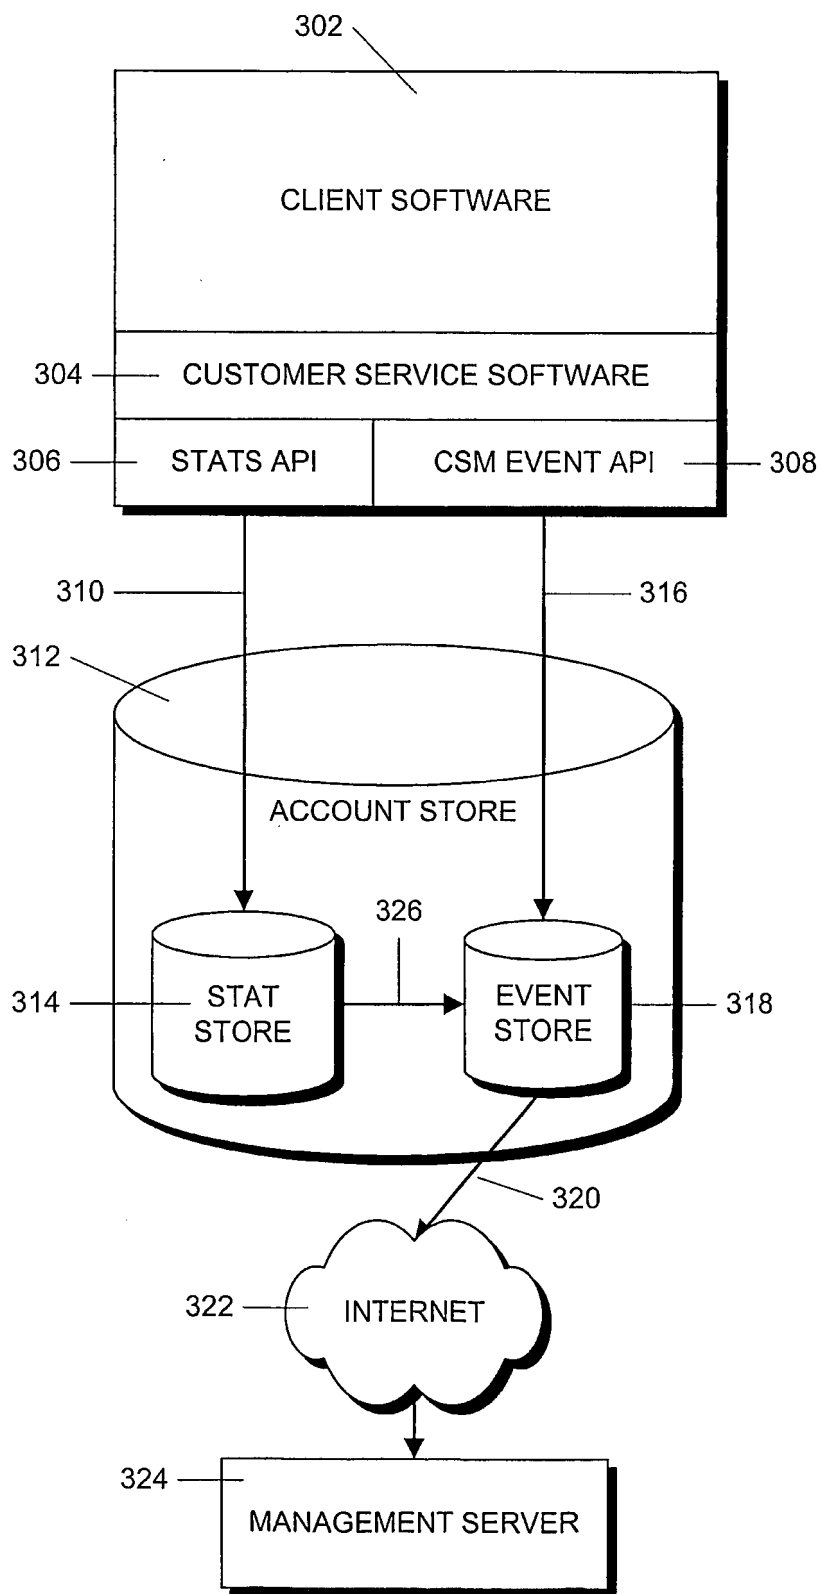 302
CLIENT SOFTWARE
304
CUSTOMER SERVICE SOFTWARE
306
STATS API
CSM EVENT API
308
310
316
312
ACCOUNT STORE
326
314
STAT
STORE
EVENT
STORE
318
320
322
INTERNET
324
MANAGEMENT SERVER